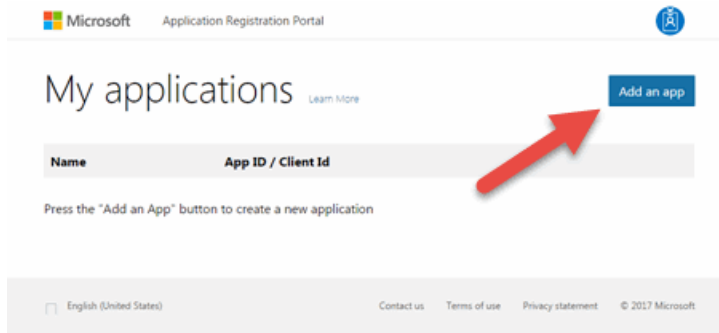 Microsoft Application Registration Portal
My applications Learn More
Add an app
Name App ID / Client Id
Press the "Add an App" button to create a new application
English (United States) Contact us Terms of use Privacy statement © 2017 Microsoft